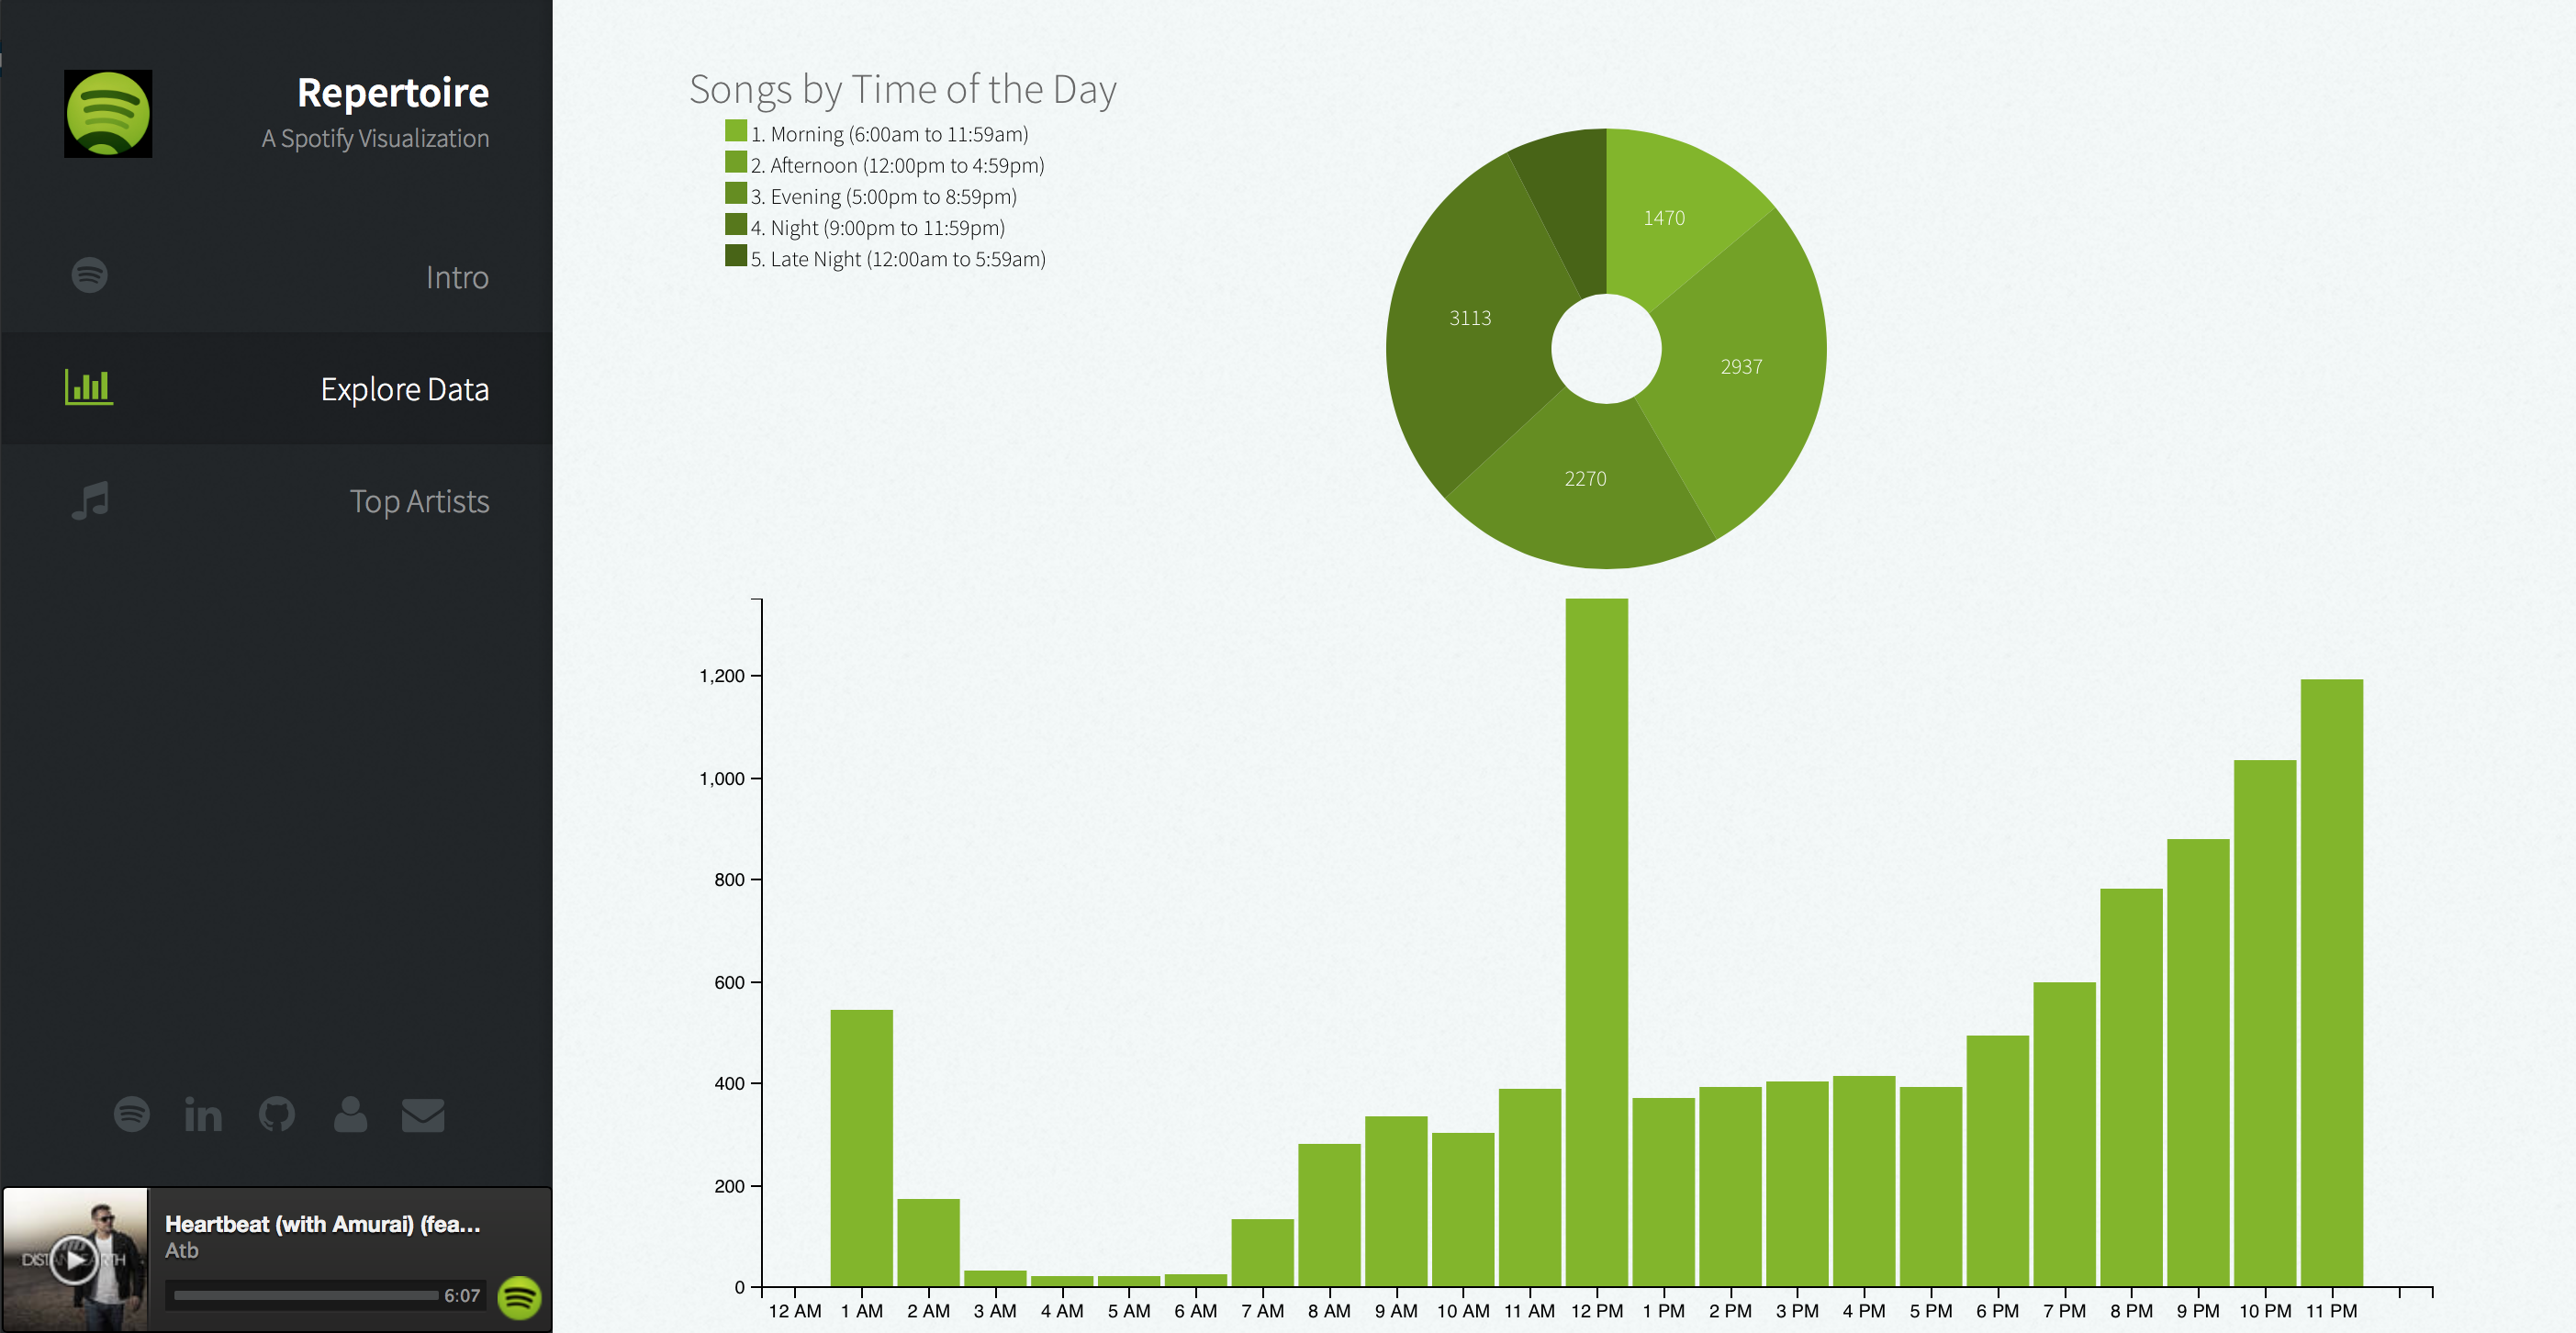 Repertoire
A Spotify Visualization
Intro
Explore Data
Top Artists
Heartbeat (with Amurai) (fea...
Atb
6:07
Songs by Time of the Day
1. Morning (6:00am to 11:59am)
2. Afternoon (12:00pm to 4:59pm)
3. Evening (5:00pm to 8:59pm)
4. Night (9:00pm to 11:59pm)
5. Late Night (12:00am to 5:59am)
1470
3113
2937
2270
1,200
1,000
800
600
400
200
0
12 AM 1 AM 2 AM 3 AM 4 AM 5 AM 6 AM 7 AM 8 AM 9 AM 10 AM 11 AM 12 PM 1 PM 2 PM 3 PM 4 PM 5 PM 6 PM 7 PM 8 PM 9 PM 10 PM 11 PM